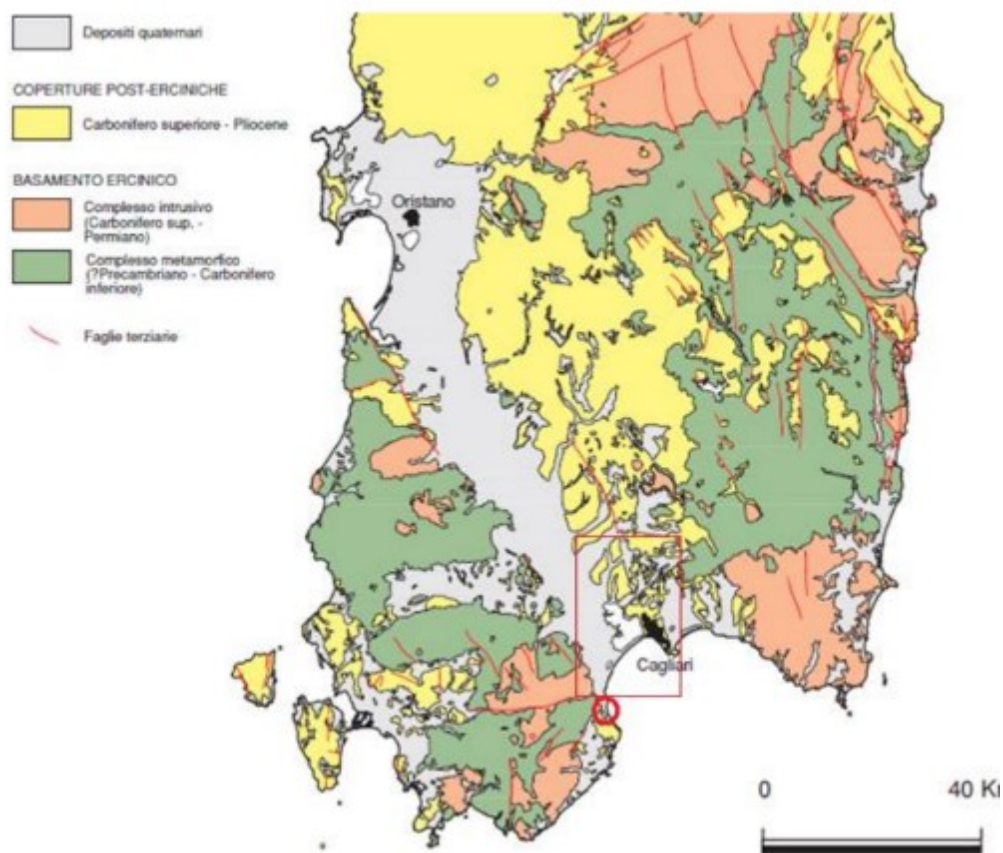 Depositi quaternari
COPERTURE POST-ERCINICHE
Carbonifero superiore - Pliocene
BASAMENTO ERCINICO
Complesso intrusivo
(Carbonifero sup. -
Permiano)
Complesso metamorfico
(?Precambriano - Carbonifero
inferiore)
Faglie terziarie
Oristano
Cagliari
0 40 K